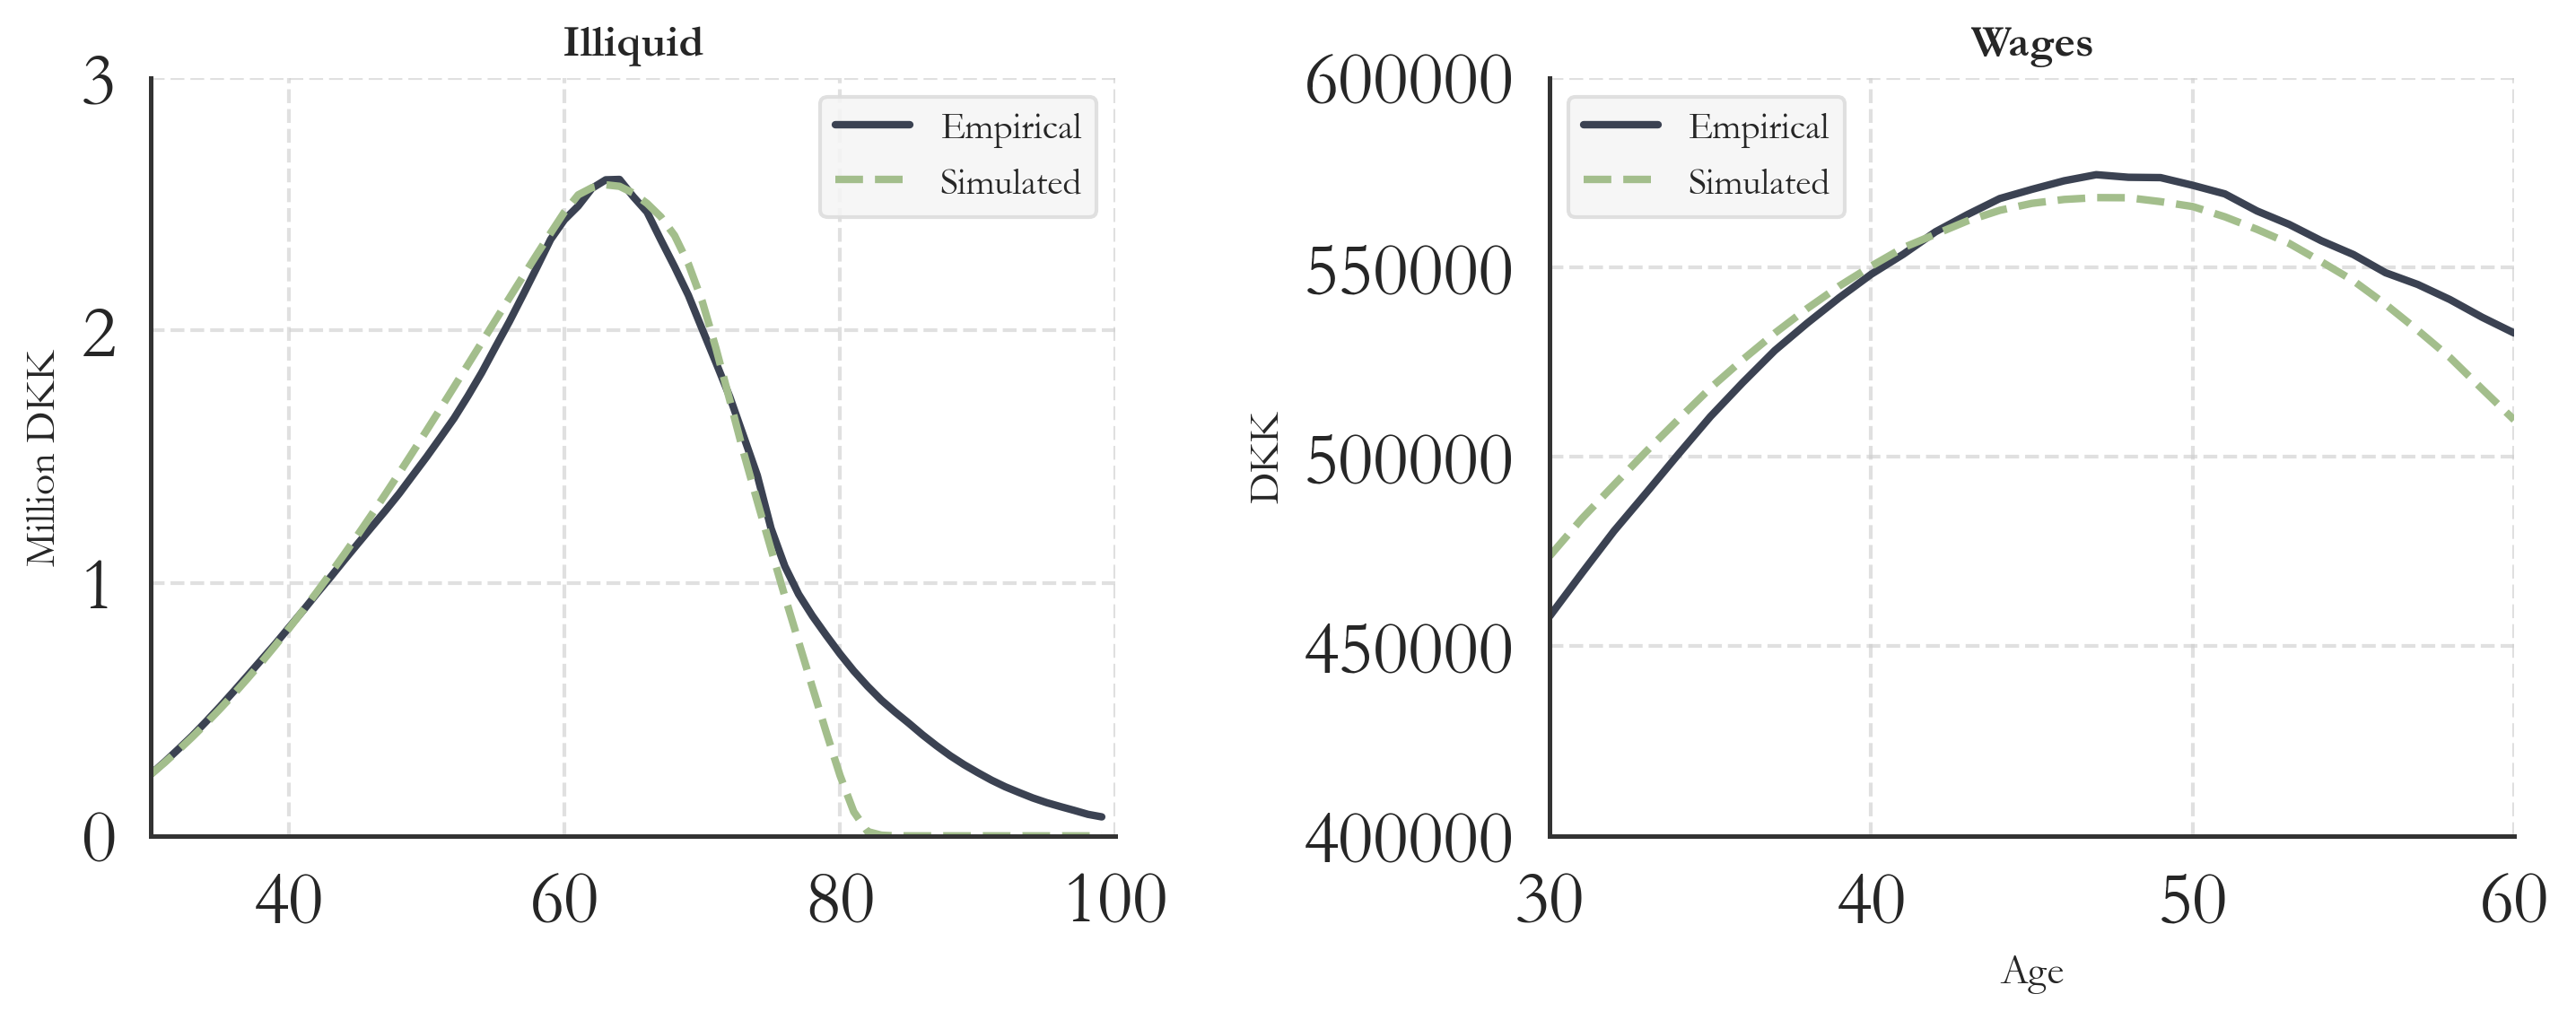 Illiquid
3
2
1
0
Million DKK
Empirical
Simulated
40 60 80 100
Wages
600000
550000
500000
450000
400000
DKK
Empirical
Simulated
30 40 50 60
Age